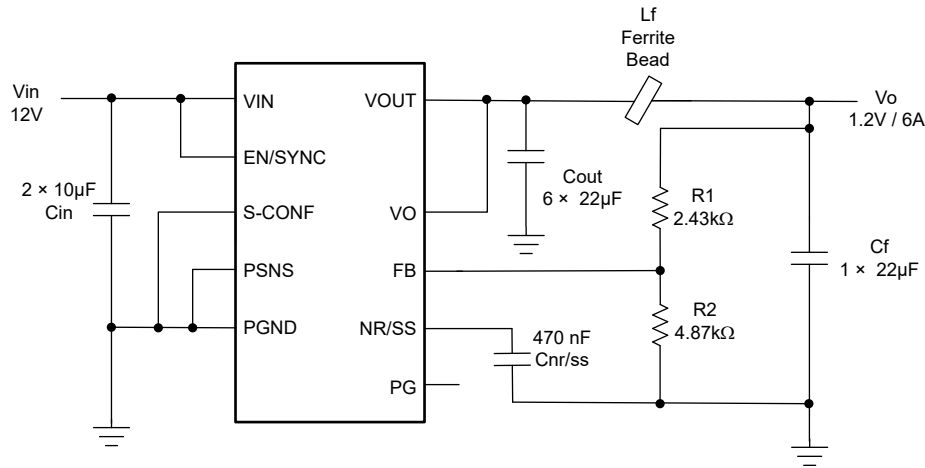 Lf
Ferrite
Bead
Vin
12V
VIN
VOUT
Vo
1.2V / 6A
EN/SYNC
2 × 10µF
Cin
S-CONF
VO
Cout
6 × 22µF
R1
2.43kΩ
PSNS
FB
Cf
1 × 22µF
PGND
NR/SS
470 nF
Cnr/ss
R2
4.87kΩ
PG